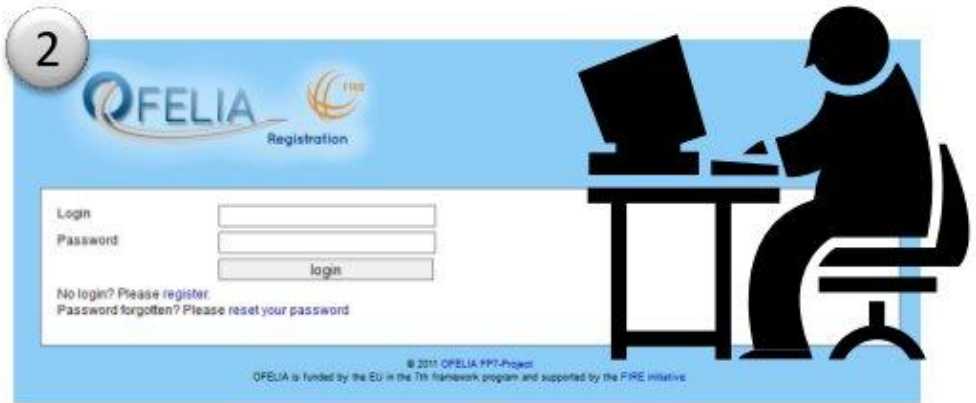 2
OFELIA FIRE
Registration
Login
Password
login
No login? Please register.
Password forgotten? Please reset your password
© 2011 OFELIA FP7-Project
OFELIA is funded by the EU in the 7th framework program and supported by the FIRE initiative